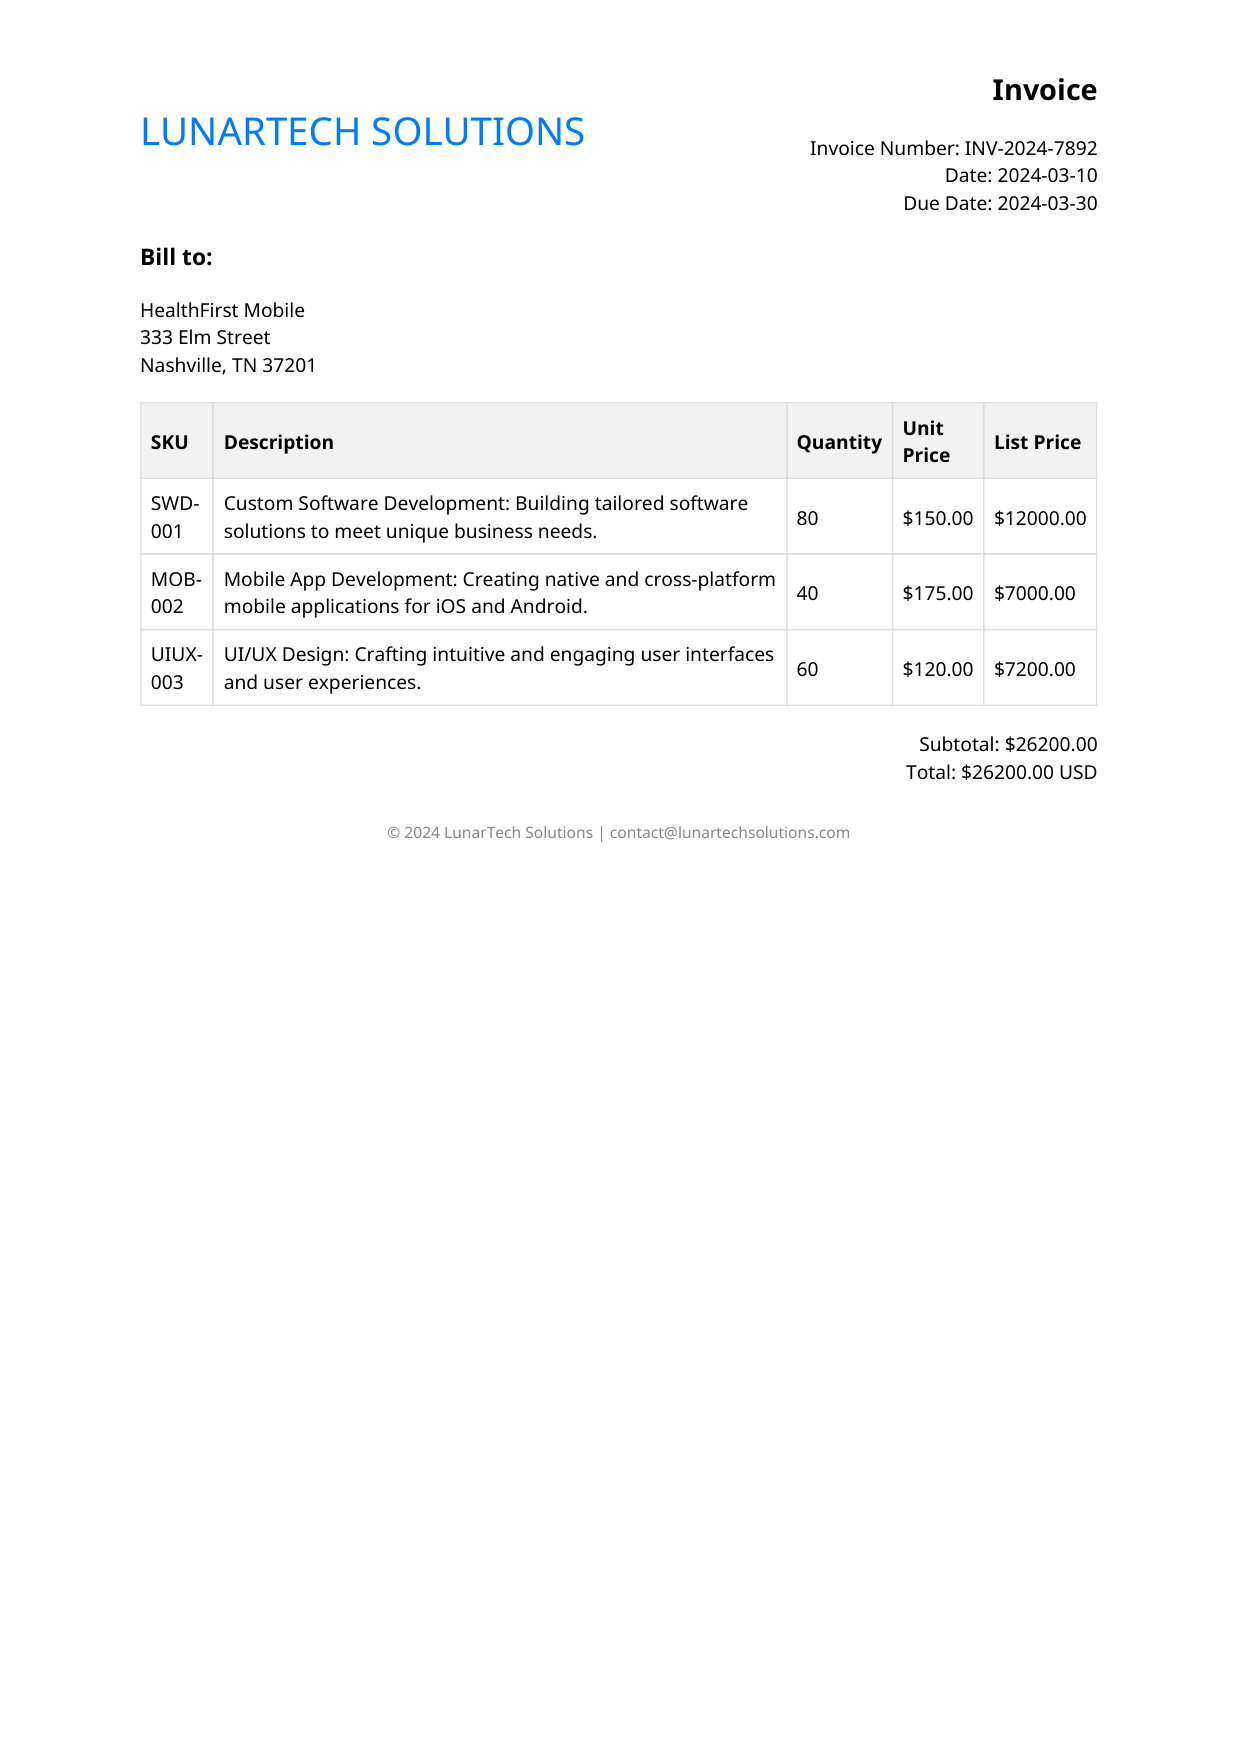 Invoice
LUNARTECH SOLUTIONS
Invoice Number: INV-2024-7892
Date: 2024-03-10
Due Date: 2024-03-30
Bill to:
HealthFirst Mobile
333 Elm Street
Nashville, TN 37201
SKU Description Quantity Unit Price List Price
SWD-001 Custom Software Development: Building tailored software
solutions to meet unique business needs. 80 $150.00 $12000.00
MOB-002 Mobile App Development: Creating native and cross-platform
mobile applications for iOS and Android. 40 $175.00 $7000.00
UIUX-003 UI/UX Design: Crafting intuitive and engaging user interfaces
and user experiences. 60 $120.00 $7200.00
Subtotal: $26200.00
Total: $26200.00 USD
© 2024 LunarTech Solutions | contact@lunartechsolutions.com